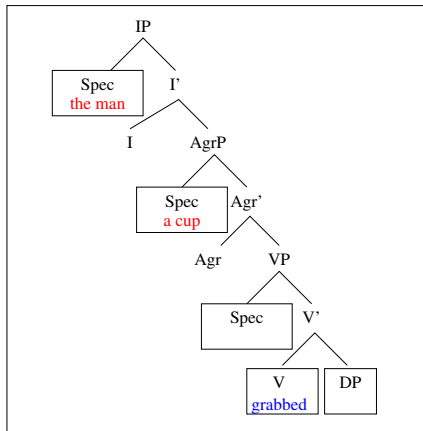 IP
Spec
the man
I'
I
AgrP
Spec
a cup
Agr'
Agr
VP
Spec
V'
V
grabbed
DP